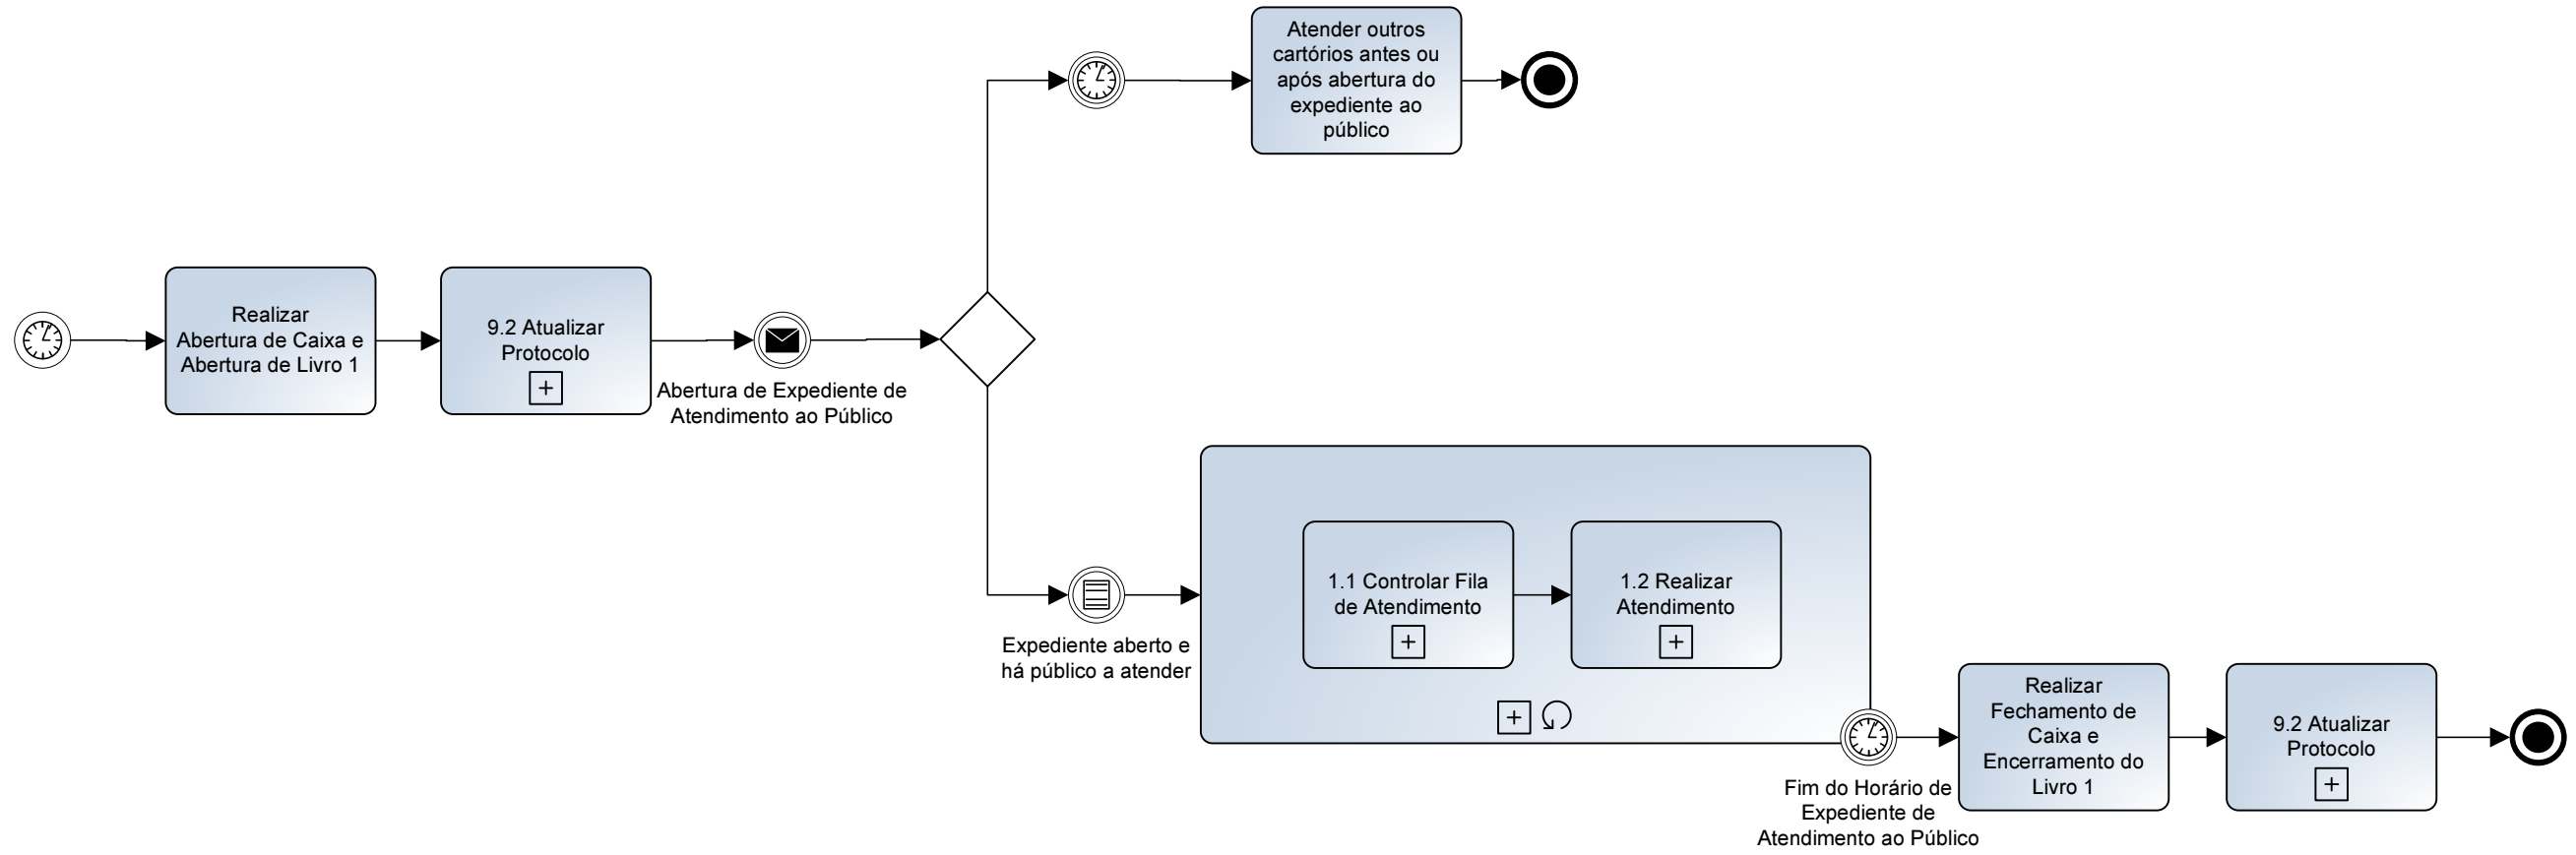 Atender outros
cartórios antes ou
após abertura do
expediente ao
público
Realizar
Abertura de Caixa e
Abertura de Livro 1
9.2 Atualizar
Protocolo
Abertura de Expediente de
Atendimento ao Público
Expediente aberto e
há público a atender
1.1 Controlar Fila
de Atendimento
1.2 Realizar
Atendimento
Fim do Horário de
Expediente de
Atendimento ao Público
Realizar
Fechamento de
Caixa e
Encerramento do
Livro 1
9.2 Atualizar
Protocolo